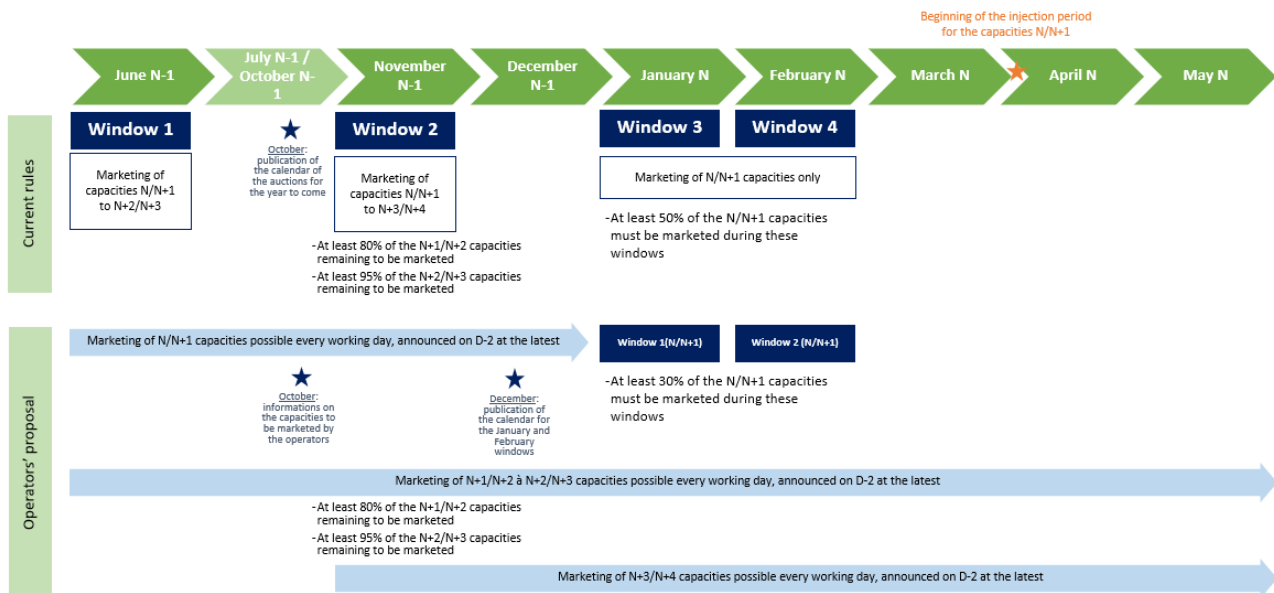 Beginning of the injection period
for the capacities N/N+1
June N-1
July N-1 /
October N-
1
November
N-1
December
N-1
January N
February N
March N
April N
May N
Current rules
Window 1
Marketing of
capacities N/N+1
to N+2/N+3
October:
publication of
the calendar of
the auctions for
the year to come
Window 2
Marketing of
capacities N/N+1
to N+3/N+4
-At least 80% of the N+1/N+2 capacities
remaining to be marketed
-At least 95% of the N+2/N+3 capacities
remaining to be marketed
Window 3
Window 4
Marketing of N/N+1 capacities only
-At least 50% of the N/N+1 capacities
must be marketed during these
windows
Operators' proposal
Marketing of N/N+1 capacities possible every working day, announced on D-2 at the latest
October:
informations on
the capacities to
be marketed by
the operators
December:
publication of
the calendar for
the January and
February
windows
Window 1(N/N+1)
Window 2 (N/N+1)
-At least 30% of the N/N+1 capacities
must be marketed during these
windows
Marketing of N+1/N+2 à N+2/N+3 capacities possible every working day, announced on D-2 at the latest
-At least 80% of the N+1/N+2 capacities
remaining to be marketed
-At least 95% of the N+2/N+3 capacities
remaining to be marketed
Marketing of N+3/N+4 capacities possible every working day, announced on D-2 at the latest